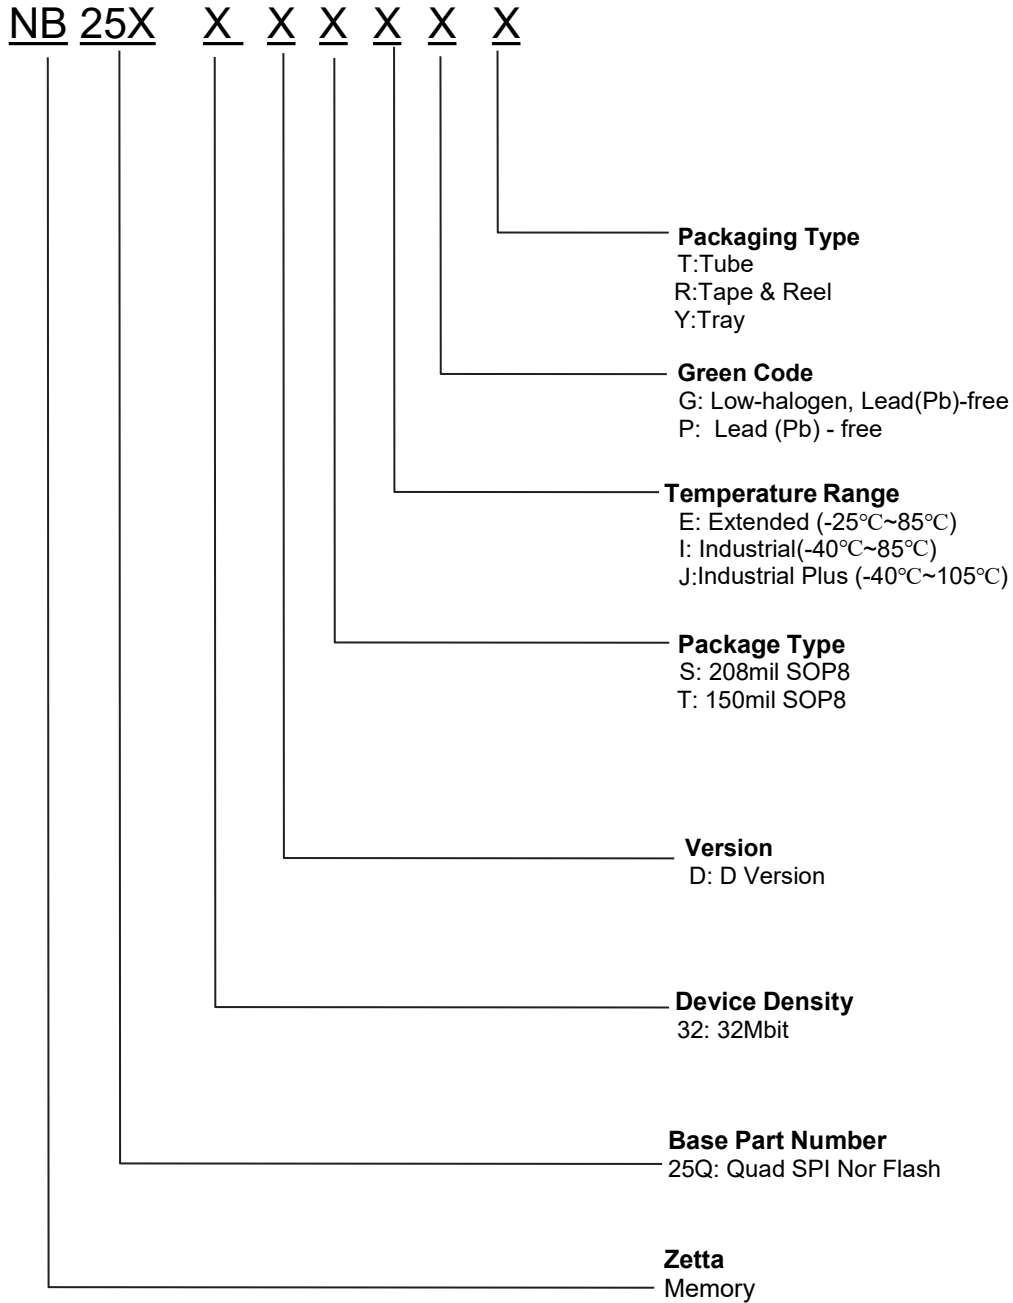 NB 25X X X X X X X
Packaging Type
T:Tube
R:Tape & Reel
Y:Tray
Green Code
G: Low-halogen, Lead(Pb)-free
P: Lead (Pb) - free
Temperature Range
E: Extended (-25℃~85℃)
I: Industrial(-40℃~85℃)
J:Industrial Plus (-40℃~105℃)
Package Type
S: 208mil SOP8
T: 150mil SOP8
Version
D: D Version
Device Density
32: 32Mbit
Base Part Number
25Q: Quad SPI Nor Flash
Zetta
Memory